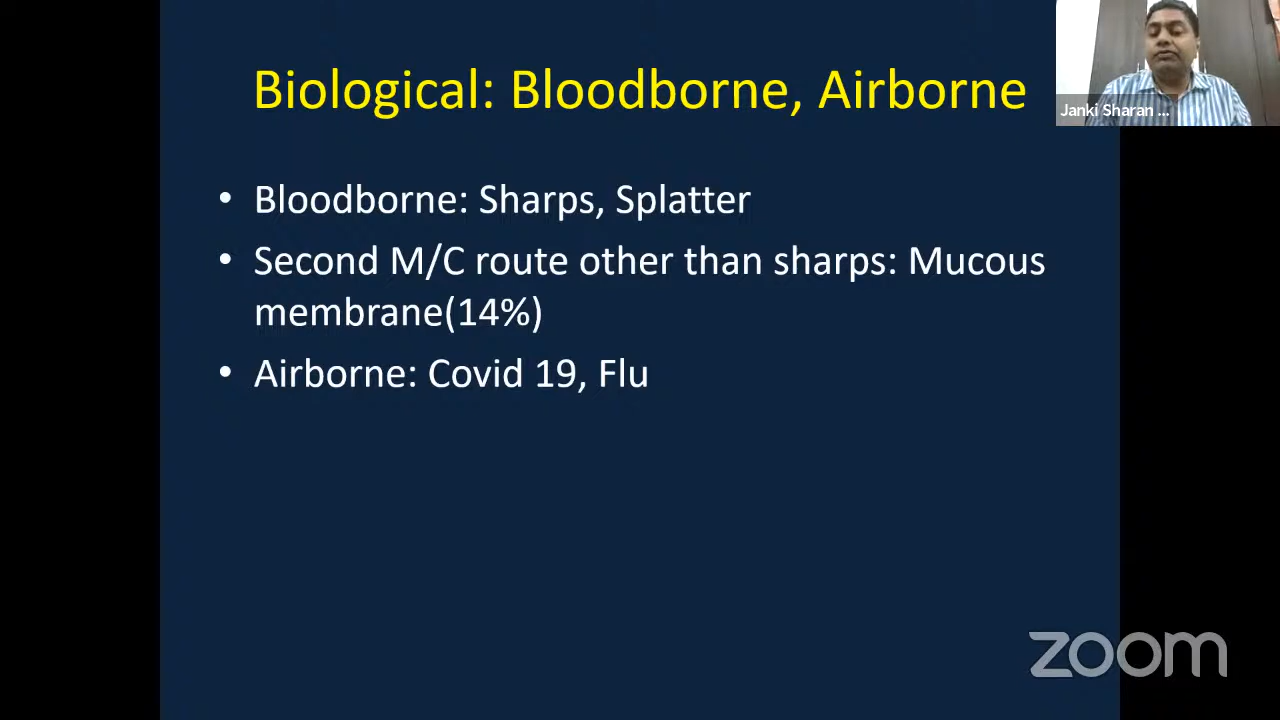 Biological: Bloodborne, Airborne
Janki Sharan ...
• Bloodborne: Sharps, Splatter
• Second M/C route other than sharps: Mucous
membrane(14%)
• Airborne: Covid 19, Flu
zoom